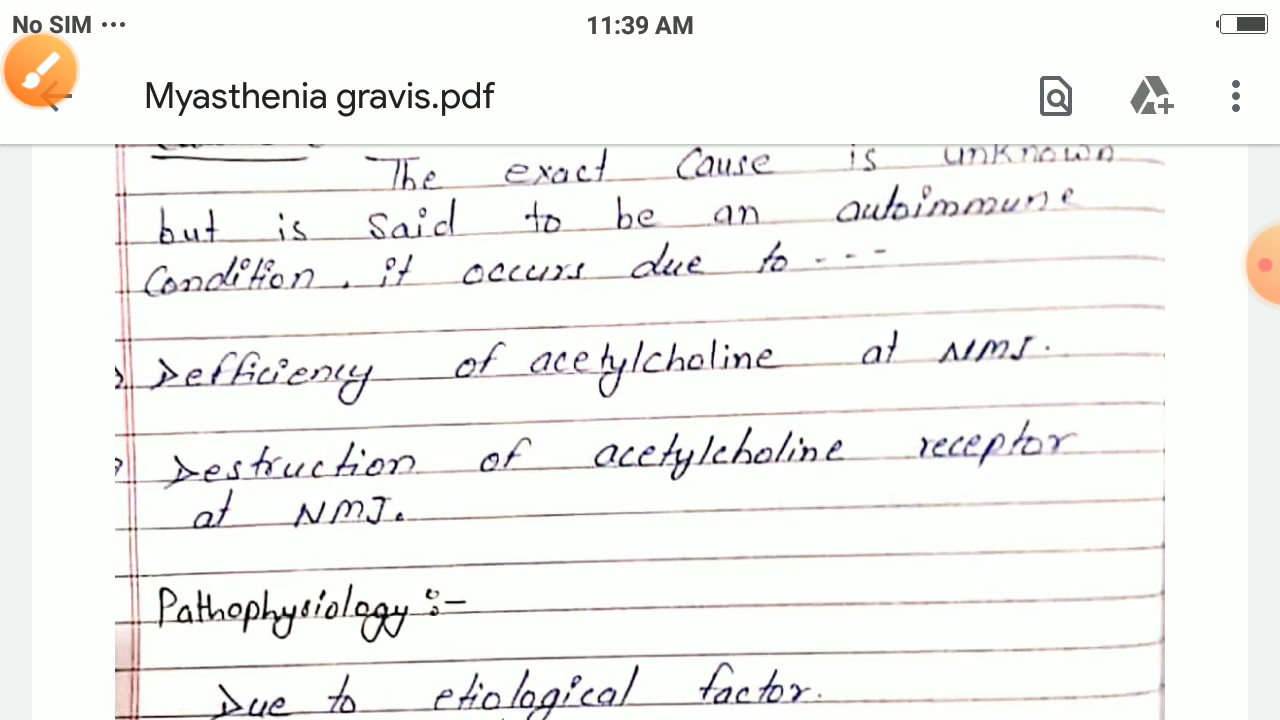 No SIM ...
11:39 AM
Myasthenia gravis.pdf
The exact Cause is unknown
but is said to be an autoimmune
Condition. it occurs due to ---
Defficiency of acetylcholine at NMJ.
Destruction of acetylcholine receptor
at NMJ.
Pathophysiology :-
Due to etiological factor.